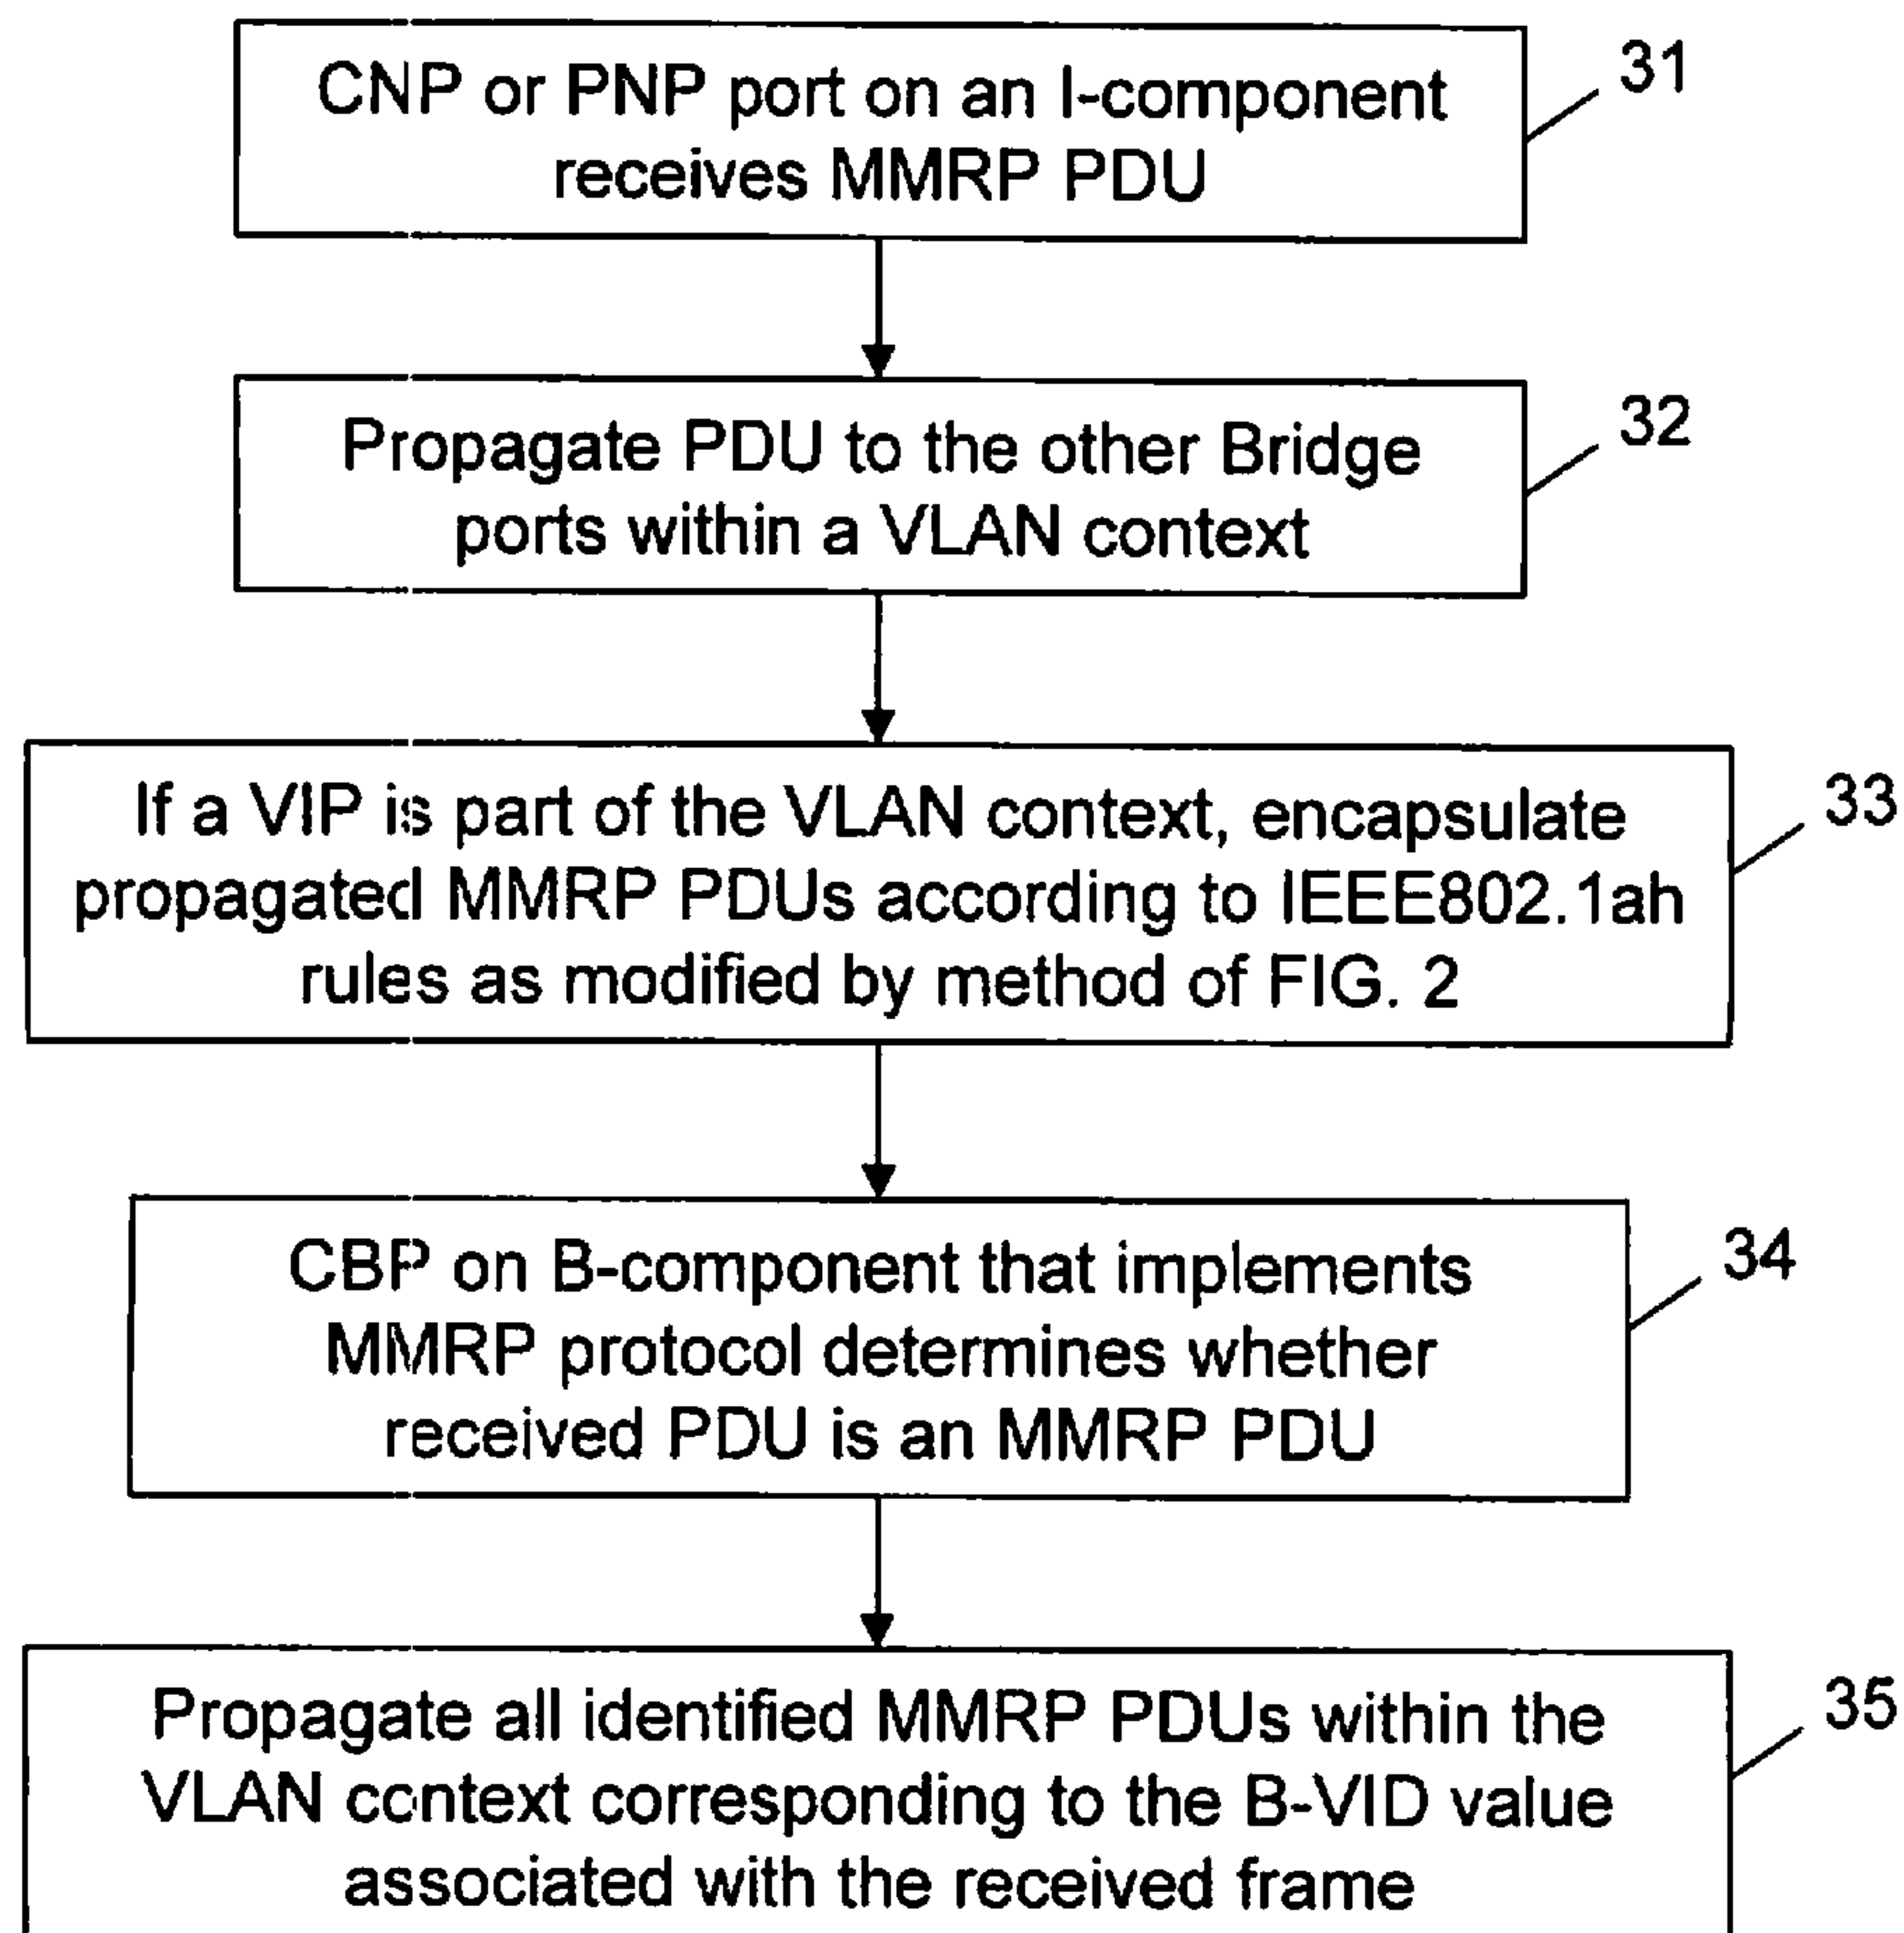 CNP or PNP port on an I-component
receives MMRP PDU
31
Propagate PDU to the other Bridge
ports within a VLAN context
32
If a VIP is part of the VLAN context, encapsulate
propagated MMRP PDUs according to IEEE802.1ah
rules as modified by method of FIG. 2
33
CBP on B-component that implements
MMRP protocol determines whether
received PDU is an MMRP PDU
34
Propagate all identified MMRP PDUs within the
VLAN context corresponding to the B-VID value
associated with the received frame
35